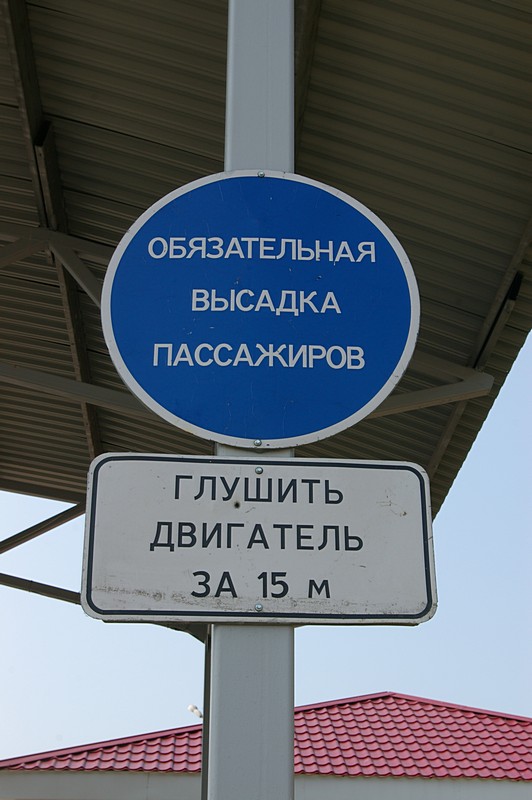 ОБЯЗАТЕЛЬНАЯ
ВЫСАДКА
ПАССАЖИРОВ
ГЛУШИТЬ
ДВИГАТЕЛЬ
ЗА 15 м